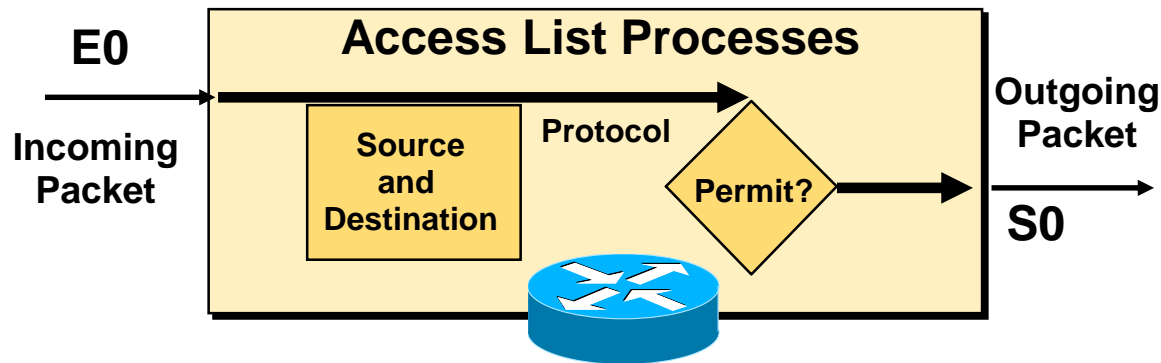 Access List Processes
E0
Incoming
Packet
Source
and
Destination
Protocol
Permit?
Outgoing
Packet
S0